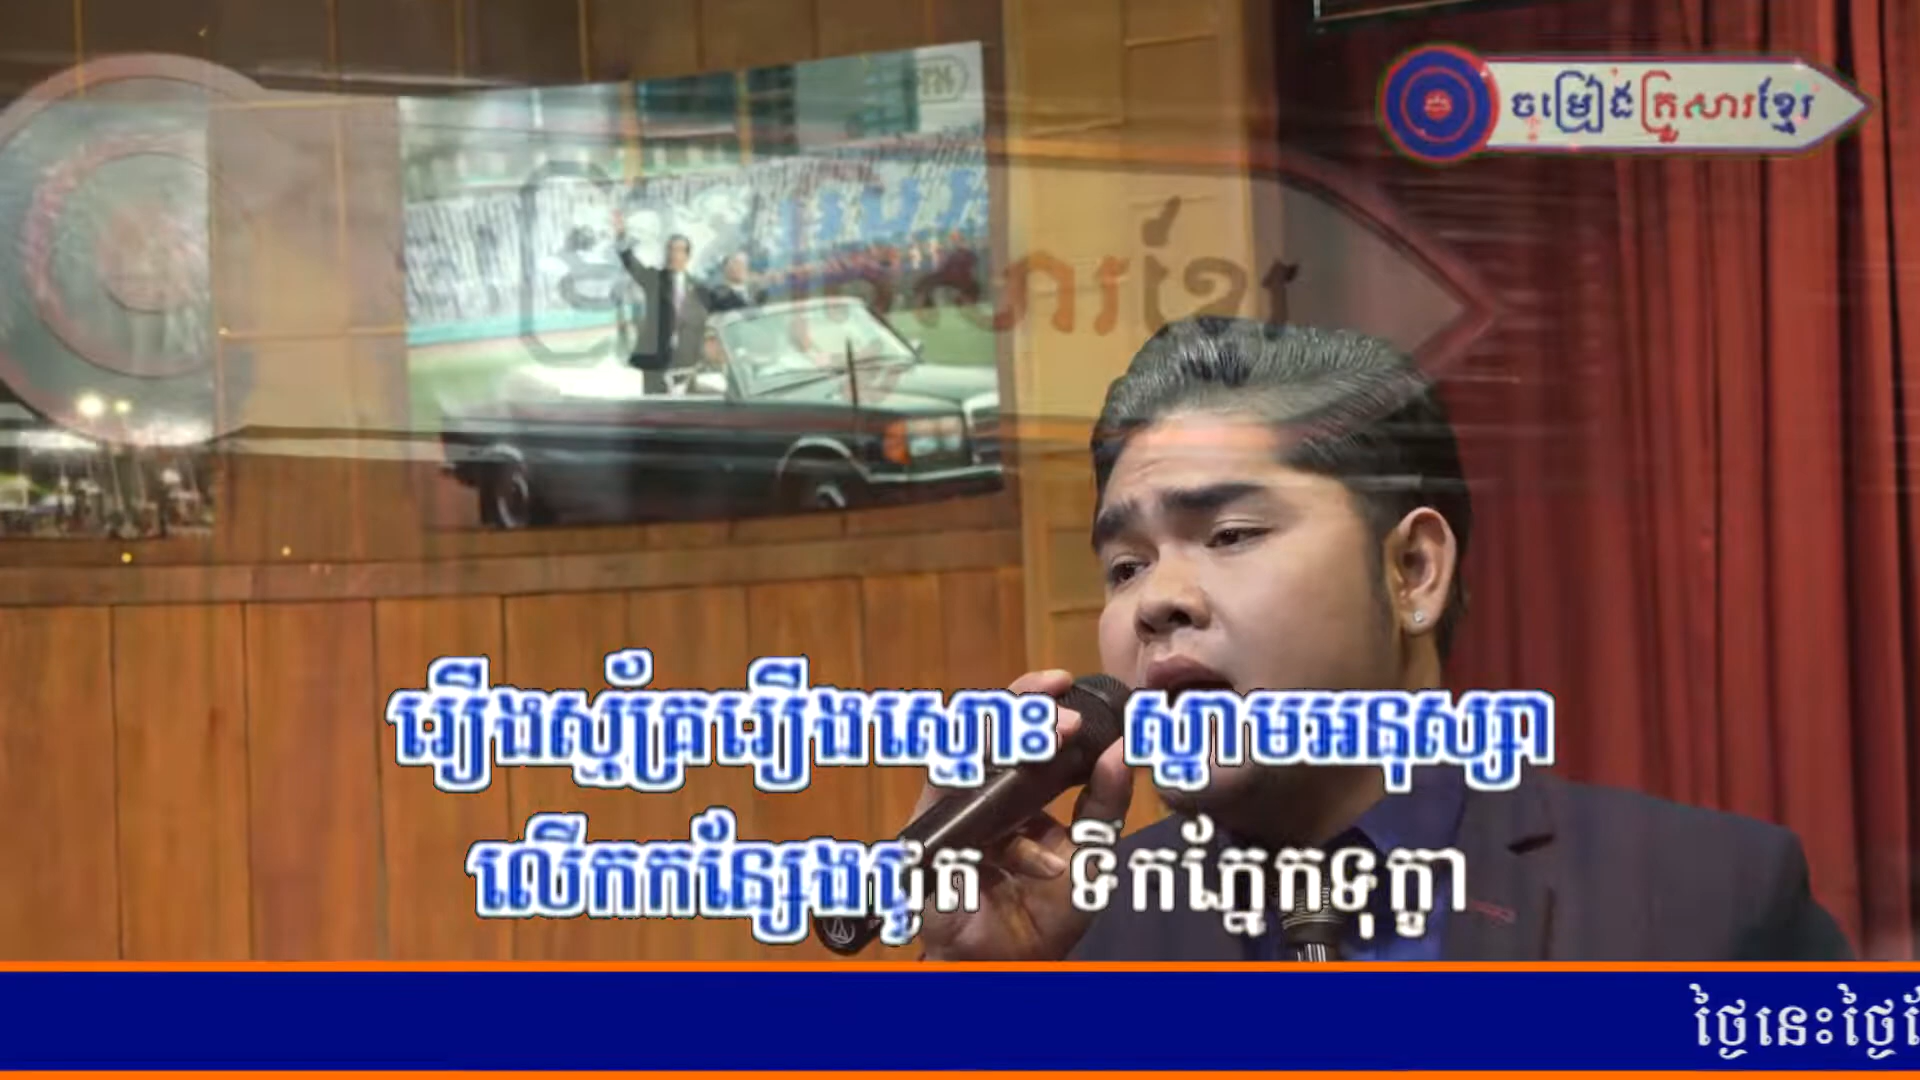 ចម្រៀងគ្រួសារខ្មែរ
រឿងស្ម័គ្ររឿងស្មោះ ស្នាមអនុស្សា
លើកកន្សែងជូត ទឹកភ្នែកទុក្ខា
ថ្ងៃនេះថ្ងៃ